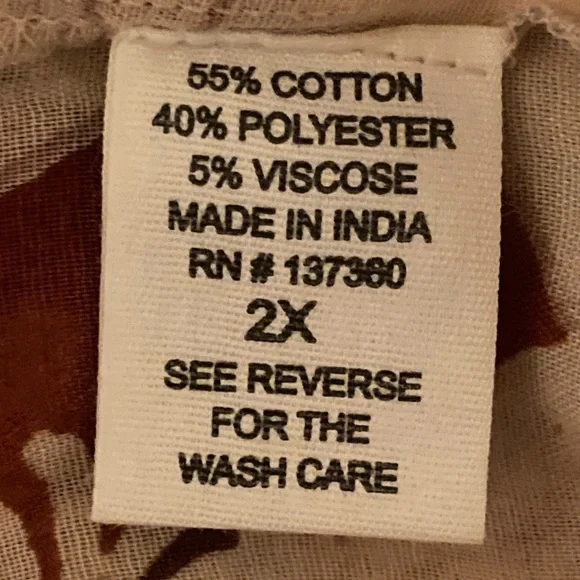 55% COTTON
40% POLYESTER
5% VISCOSE
MADE IN INDIA
RN # 137360
2X
SEE REVERSE
FOR THE
WASH CARE